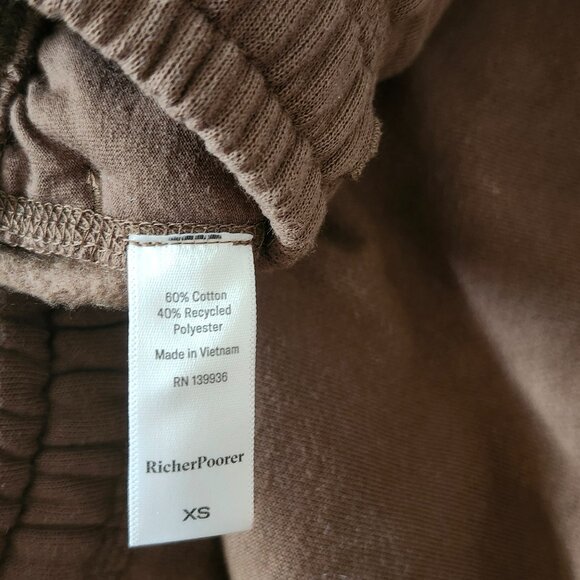 60% Cotton
40% Recycled
Polyester
Made in Vietnam
RN 139936
RicherPoorer
XS